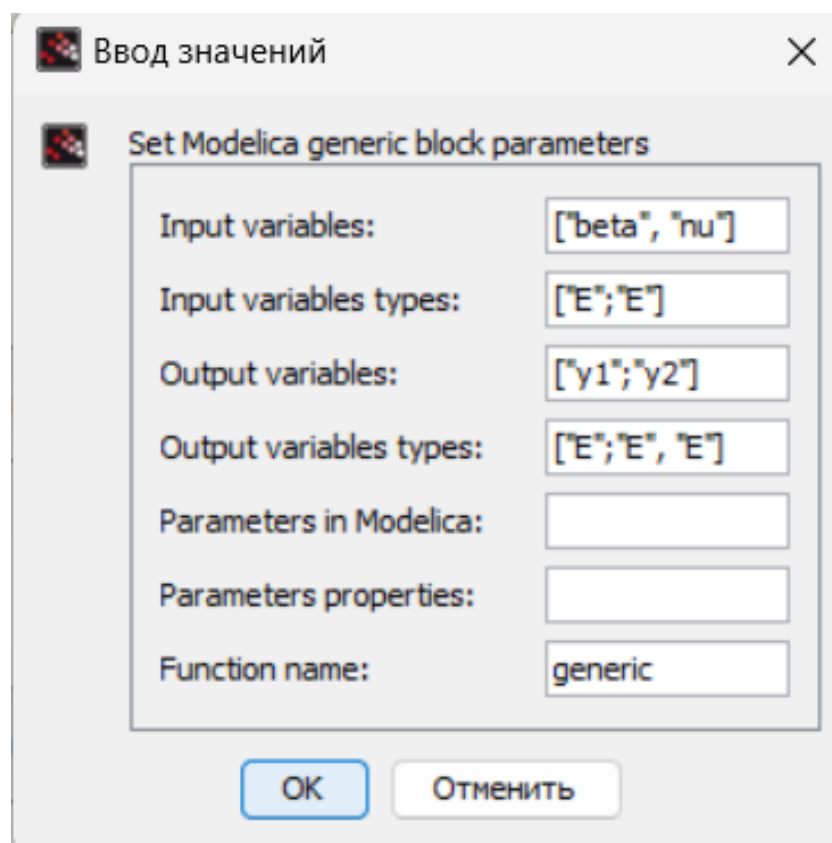 Ввод значений
Set Modelica generic block parameters
Input variables: ["beta", "nu"]
Input variables types: ["E";"E"]
Output variables: ["y1";"y2"]
Output variables types: ["E";"E", "E"]
Parameters in Modelica:
Parameters properties:
Function name: generic
OK Отменить